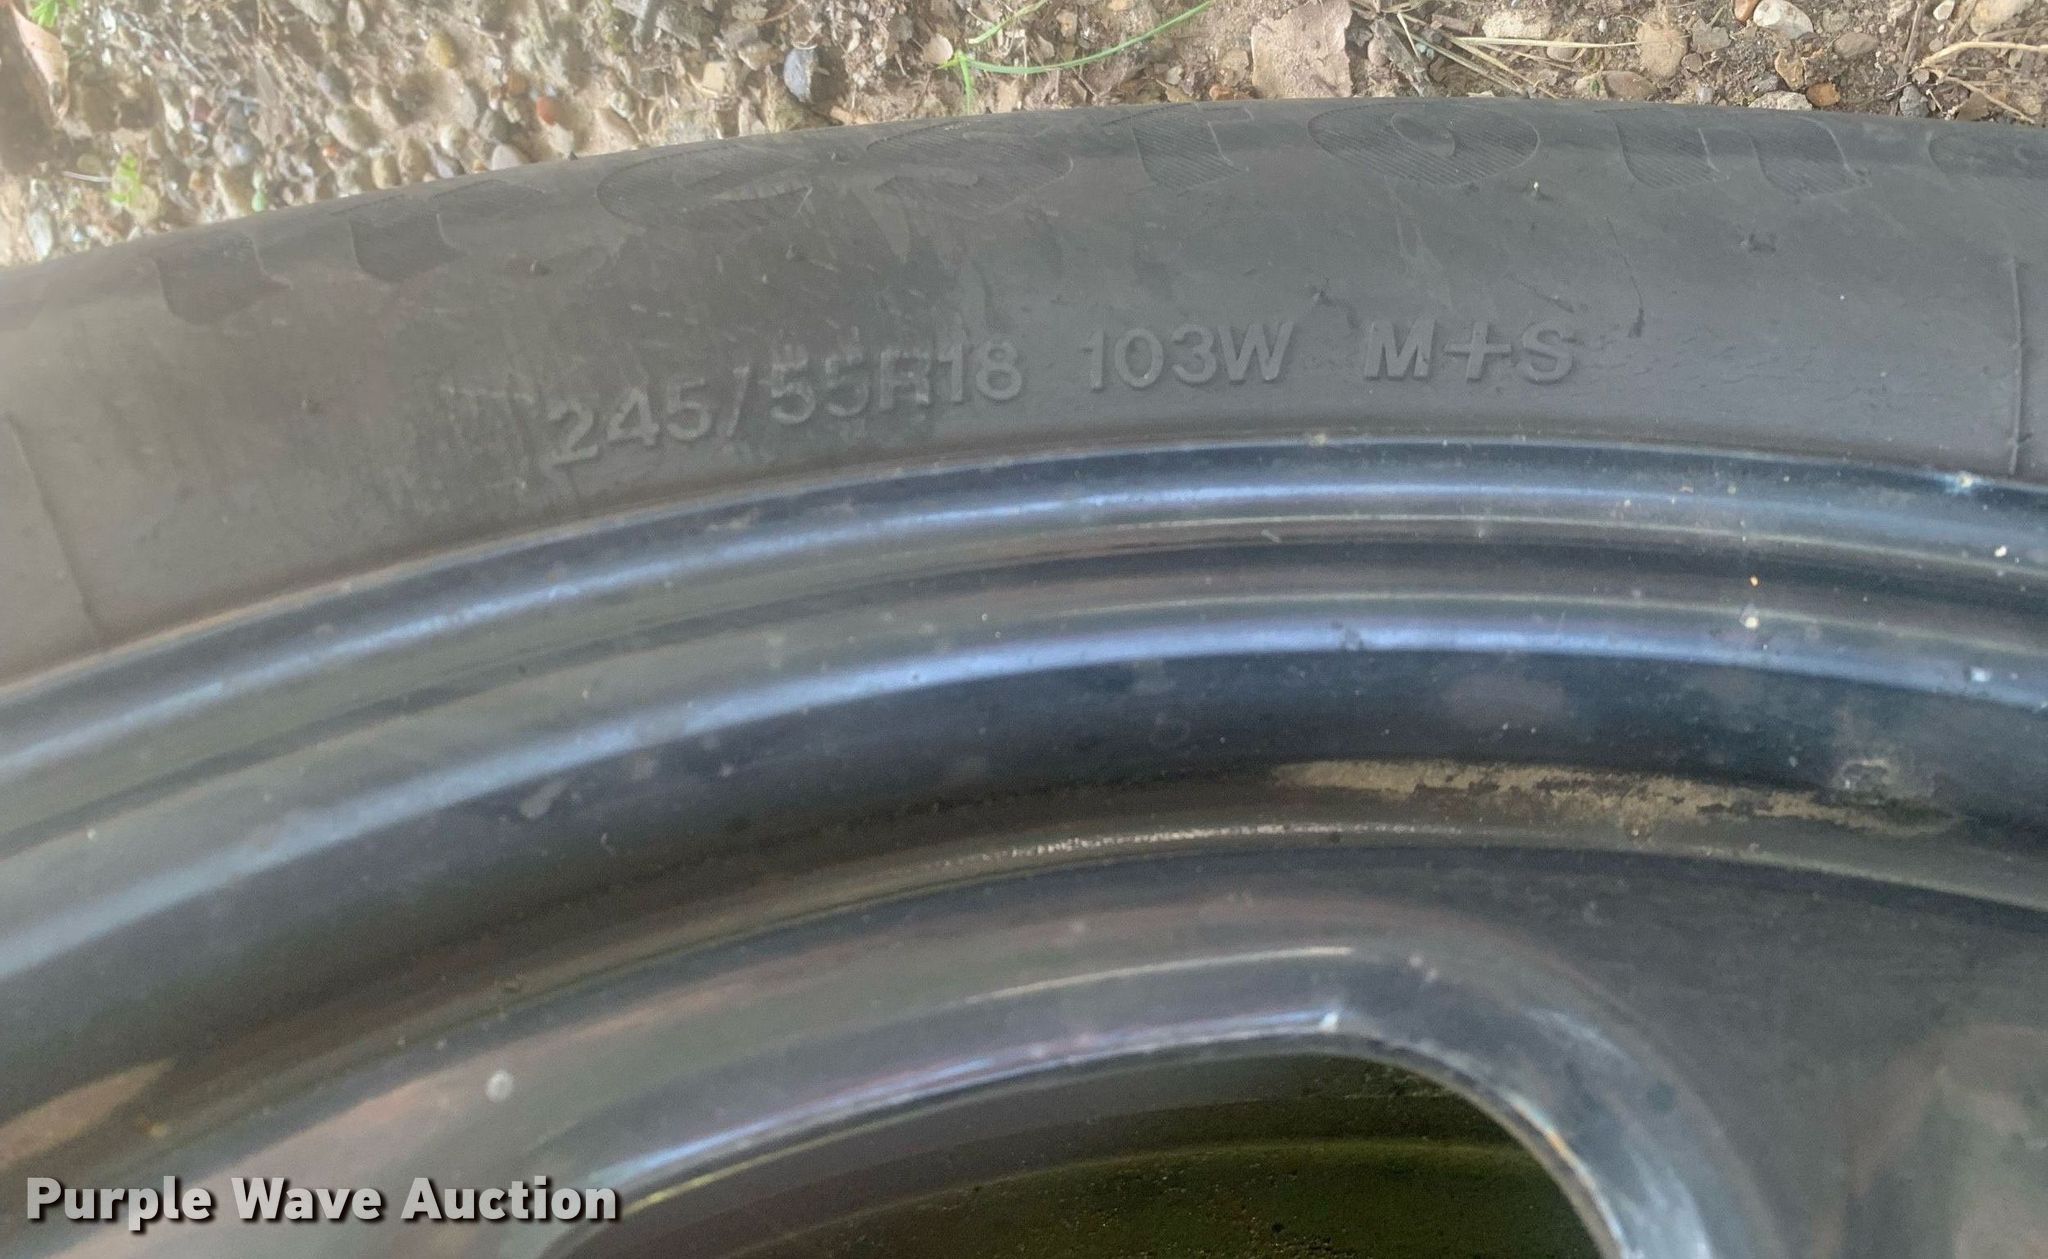 245/55R18 103W M+S
Purple Wave Auction